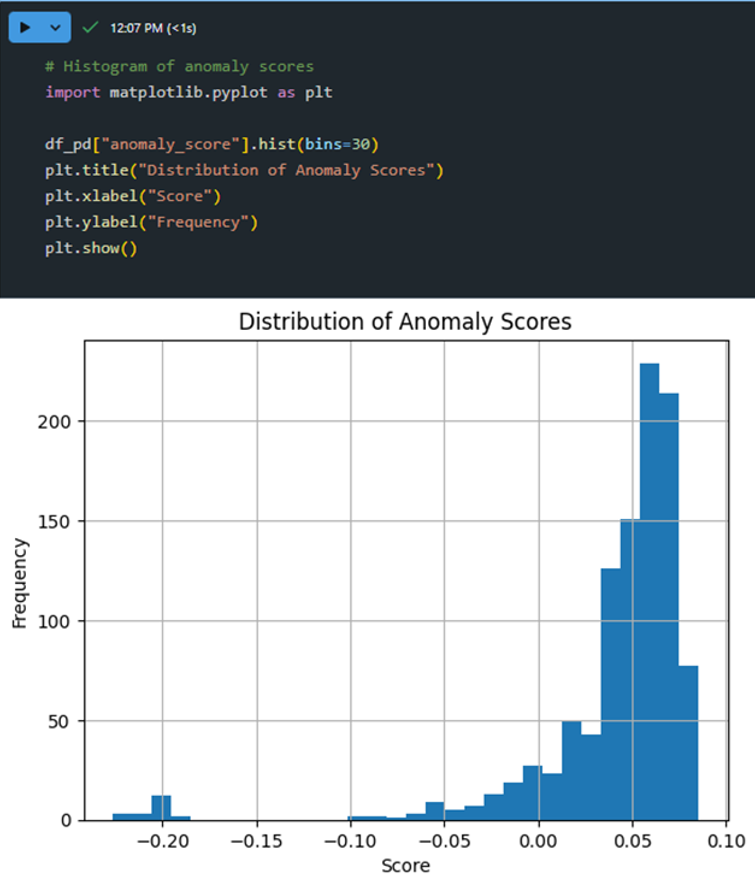 12:07 PM (<1s)
# Histogram of anomaly scores
import matplotlib.pyplot as plt
df_pd["anomaly_score"].hist(bins=30)
plt.title("Distribution of Anomaly Scores")
plt.xlabel("Score")
plt.ylabel("Frequency")
plt.show()
Distribution of Anomaly Scores
200
150
100
50
0
Frequency
−0.20 −0.15 −0.10 −0.05 0.00 0.05 0.10
Score